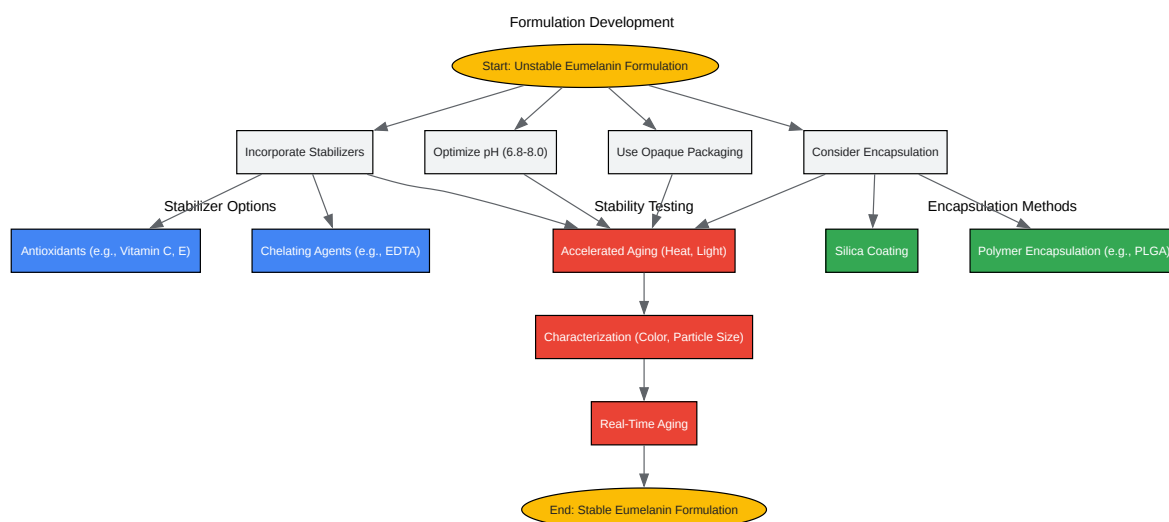 Formulation Development
Start: Unstable Eumelanin Formulation
Incorporate Stabilizers
Optimize pH (6.8-8.0)
Use Opaque Packaging
Consider Encapsulation
Stabilizer Options
Stability Testing
Encapsulation Methods
Antioxidants (e.g., Vitamin C, E)
Chelating Agents (e.g., EDTA)
Accelerated Aging (Heat, Light)
Silica Coating
Polymer Encapsulation (e.g., PLGA)
Characterization (Color, Particle Size)
Real-Time Aging
End: Stable Eumelanin Formulation